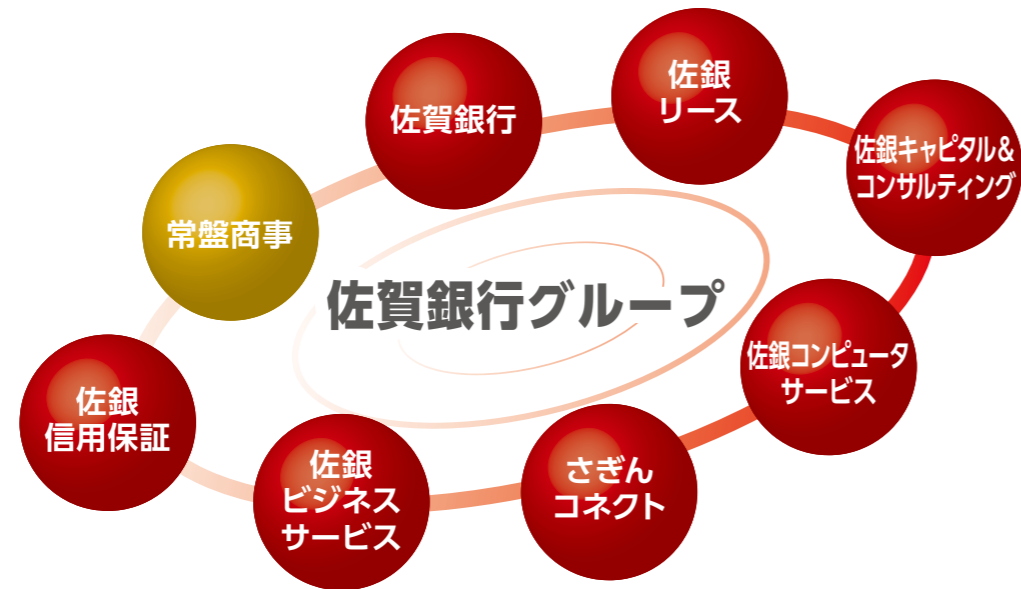 佐賀銀行
佐銀
リース
佐銀キャピタル&
コンサルティング
常盤商事
佐賀銀行グループ
佐銀コンピュータ
サービス
佐銀
信用保証
佐銀
ビジネス
サービス
さぎん
コネクト